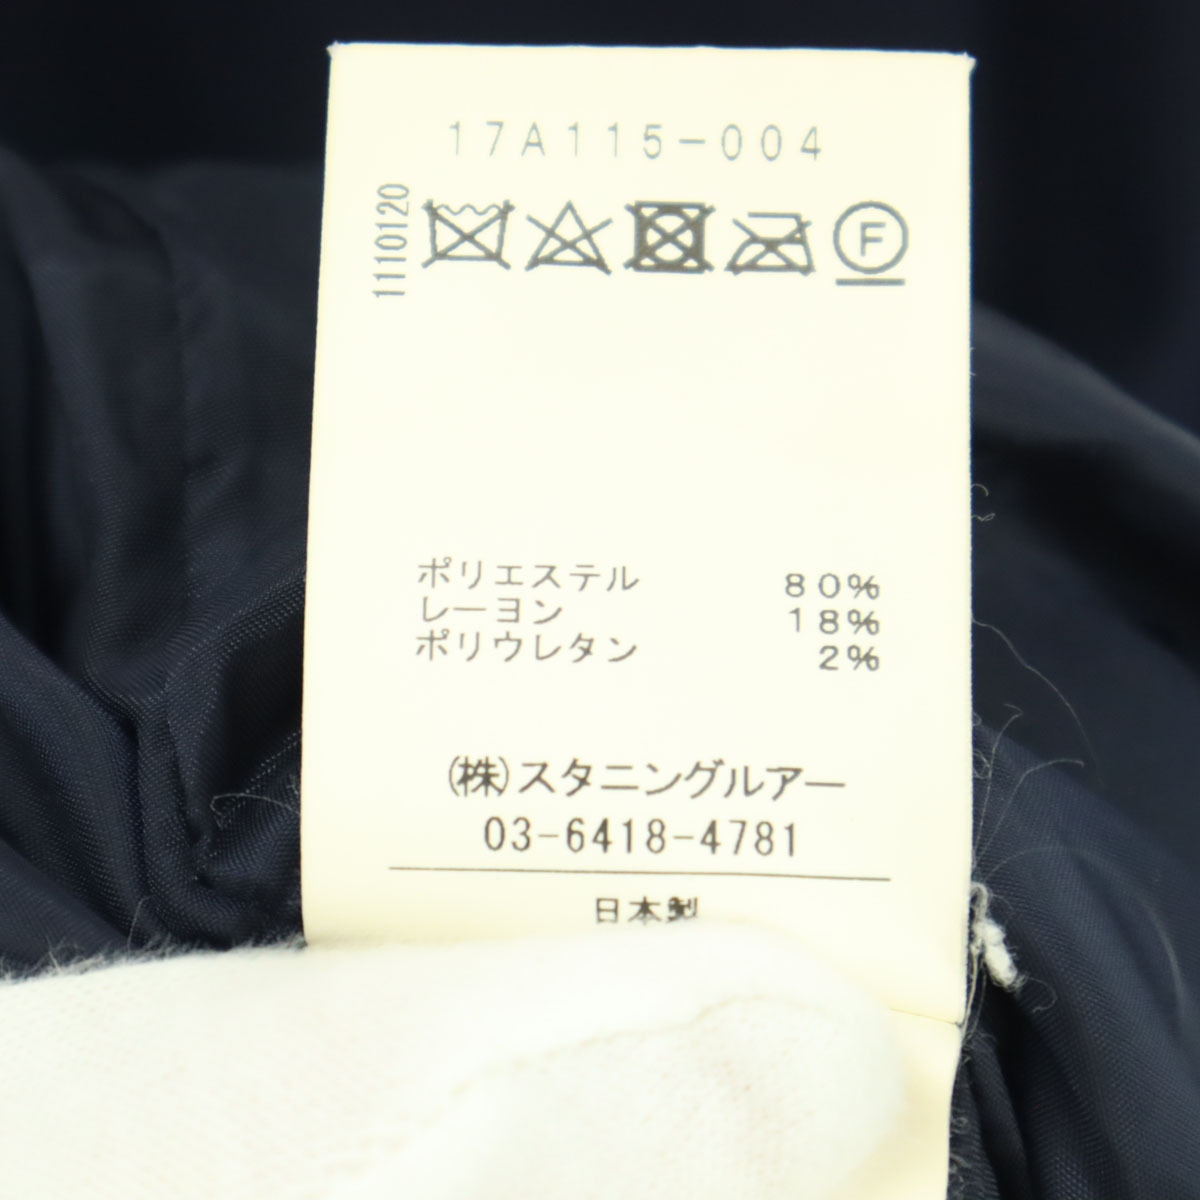 17A115-004
1110120
F
ポリエステル 80%
レーヨン 18%
ポリウレタン 2%
(株)スタニングルアー
03-6418-4781
日本製